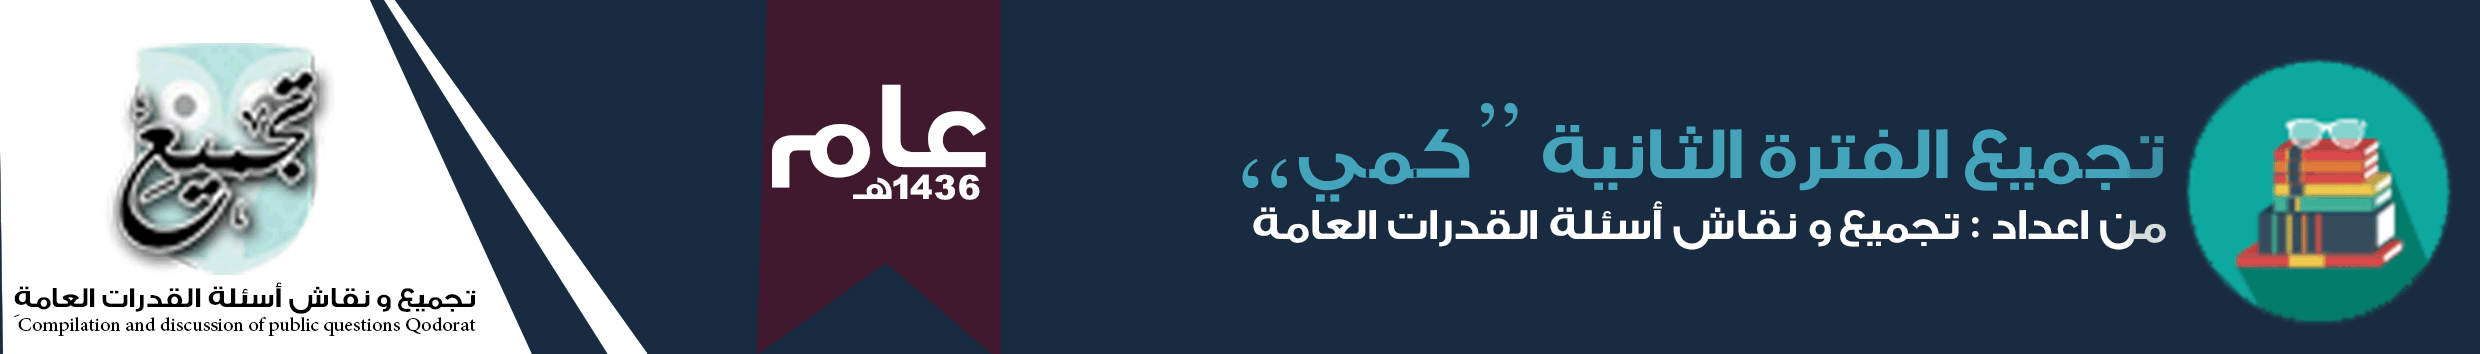 تجميع الفترة الثانية ”كمي,,
من اعداد : تجميع و نقاش أسئلة القدرات العامة
عام
1436هـ
تجميع
تجميع و نقاش أسئلة القدرات العامة
Compilation and discussion of public questions Qodorat